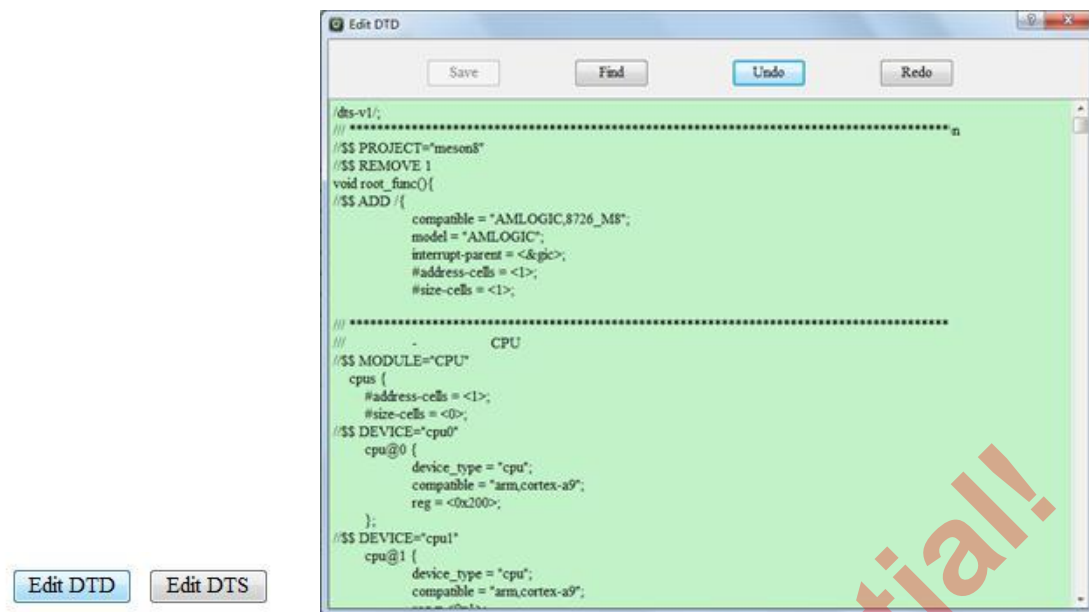 Edit DTD
Save Find Undo Redo
/dts-v1/;
/// ***************************************************************************************\n
//$$ PROJECT="meson8"
//$$ REMOVE 1
void root_func(){
//$$ ADD /{
compatible = "AMLOGIC,8726_M8";
model = "AMLOGIC";
interrupt-parent = <&gic>;
#address-cells = <1>;
#size-cells = <1>;
/// ***************************************************************************************
/// - CPU
//$$ MODULE="CPU"
cpus {
#address-cells = <1>;
#size-cells = <0>;
//$$ DEVICE="cpu0"
cpu@0 {
device_type = "cpu";
compatible = "arm,cortex-a9";
reg = <0x200>;
};
//$$ DEVICE="cpu1"
cpu@1 {
device_type = "cpu";
compatible = "arm,cortex-a9";
Edit DTD Edit DTS
tial!